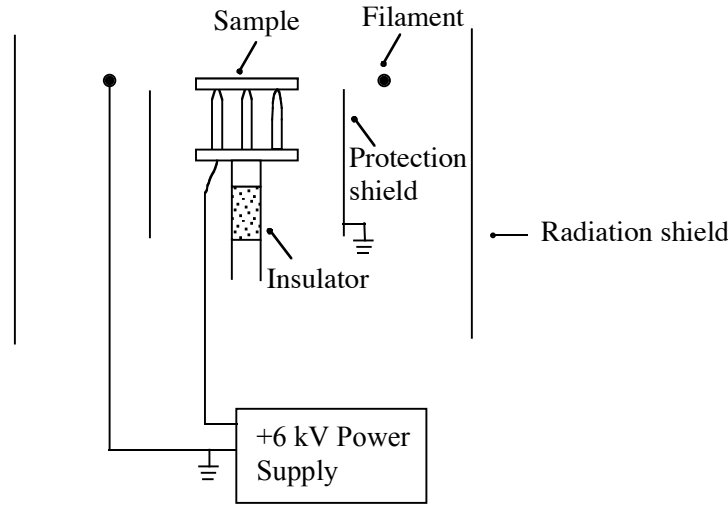 Sample
Filament
Protection
shield
Radiation shield
Insulator
+6 kV Power
Supply